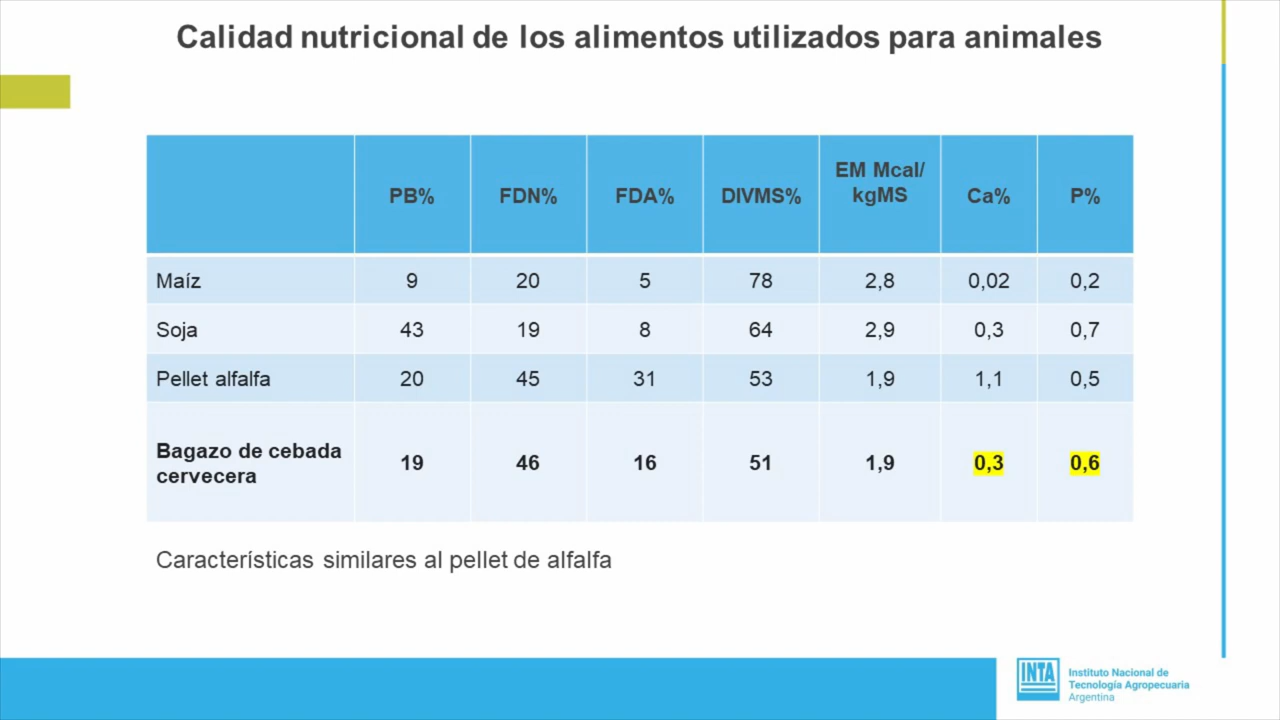 Calidad nutricional de los alimentos utilizados para animales
PB% FDN% FDA% DIVMS% EM Mcal/ kgMS Ca% P%
Maíz 9 20 5 78 2,8 0,02 0,2
Soja 43 19 8 64 2,9 0,3 0,7
Pellet alfalfa 20 45 31 53 1,9 1,1 0,5
Bagazo de cebada cervecera 19 46 16 51 1,9 0,3 0,6
Características similares al pellet de alfalfa
INTA
Instituto Nacional de
Tecnología Agropecuaria
Argentina